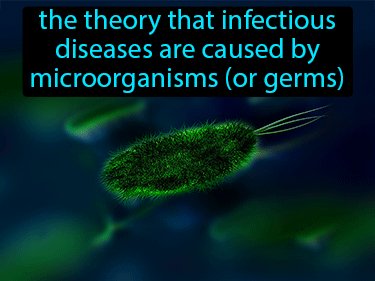 the theory that infectious
diseases are caused by
microorganisms (or germs)